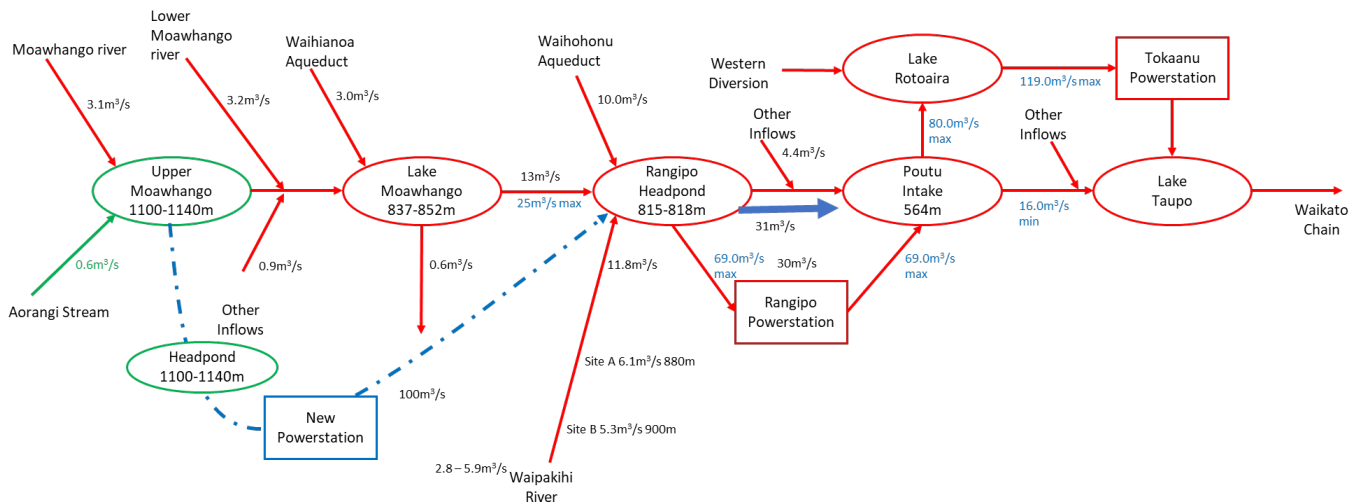 Moawhango river
Lower
Moawhango
river
Waihianoa
Aqueduct
Waihohonu
Aqueduct
Western
Diversion
Lake
Rotoaira
119.0m³/s max
Tokaanu
Powerstation
3.1m³/s
3.2m³/s
3.0m³/s
10.0m³/s
Other
Inflows
4.4m³/s
80.0m³/s
max
Other
Inflows
Upper
Moawhango
1100-1140m
Lake
Moawhango
837-852m
13m³/s
25m³/s max
Rangipo
Headpond
815-818m
31m³/s
Poutu
Intake
564m
16.0m³/s
min
Lake
Taupo
Waikato
Chain
0.6m³/s
Aorangi Stream
0.9m³/s
Other
Inflows
0.6m³/s
11.8m³/s
69.0m³/s
max
30m³/s
69.0m³/s
max
Rangipo
Powerstation
Headpond
1100-1140m
New
Powerstation
100m³/s
Site A 6.1m³/s 880m
Site B 5.3m³/s 900m
2.8 – 5.9m³/s
Waipakihi
River